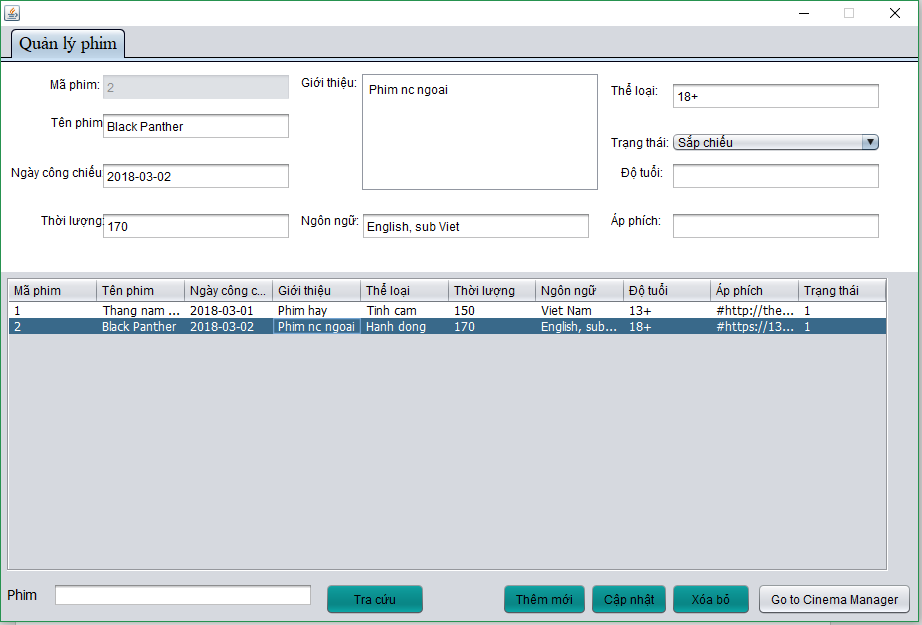 Quản lý phim
Mã phim: 2
Giới thiệu: Phim nc ngoai
Thể loại: 18+
Tên phim Black Panther
Trạng thái: Sắp chiếu
Ngày công chiếu 2018-03-02
Độ tuổi:
Thời lượng: 170
Ngôn ngữ: English, sub Viet
Áp phích:
Mã phim Tên phim Ngày công c... Giới thiệu Thể loại Thời lượng Ngôn ngữ Độ tuổi Áp phích Trạng thái
1 Thang nam ... 2018-03-01 Phim hay Tinh cam 150 Viet Nam 13+ #http://the... 1
2 Black Panther 2018-03-02 Phim nc ngoai Hanh dong 170 English, sub... 18+ #https://13... 1
Phim Tra cứu Thêm mới Cập nhật Xóa bỏ Go to Cinema Manager